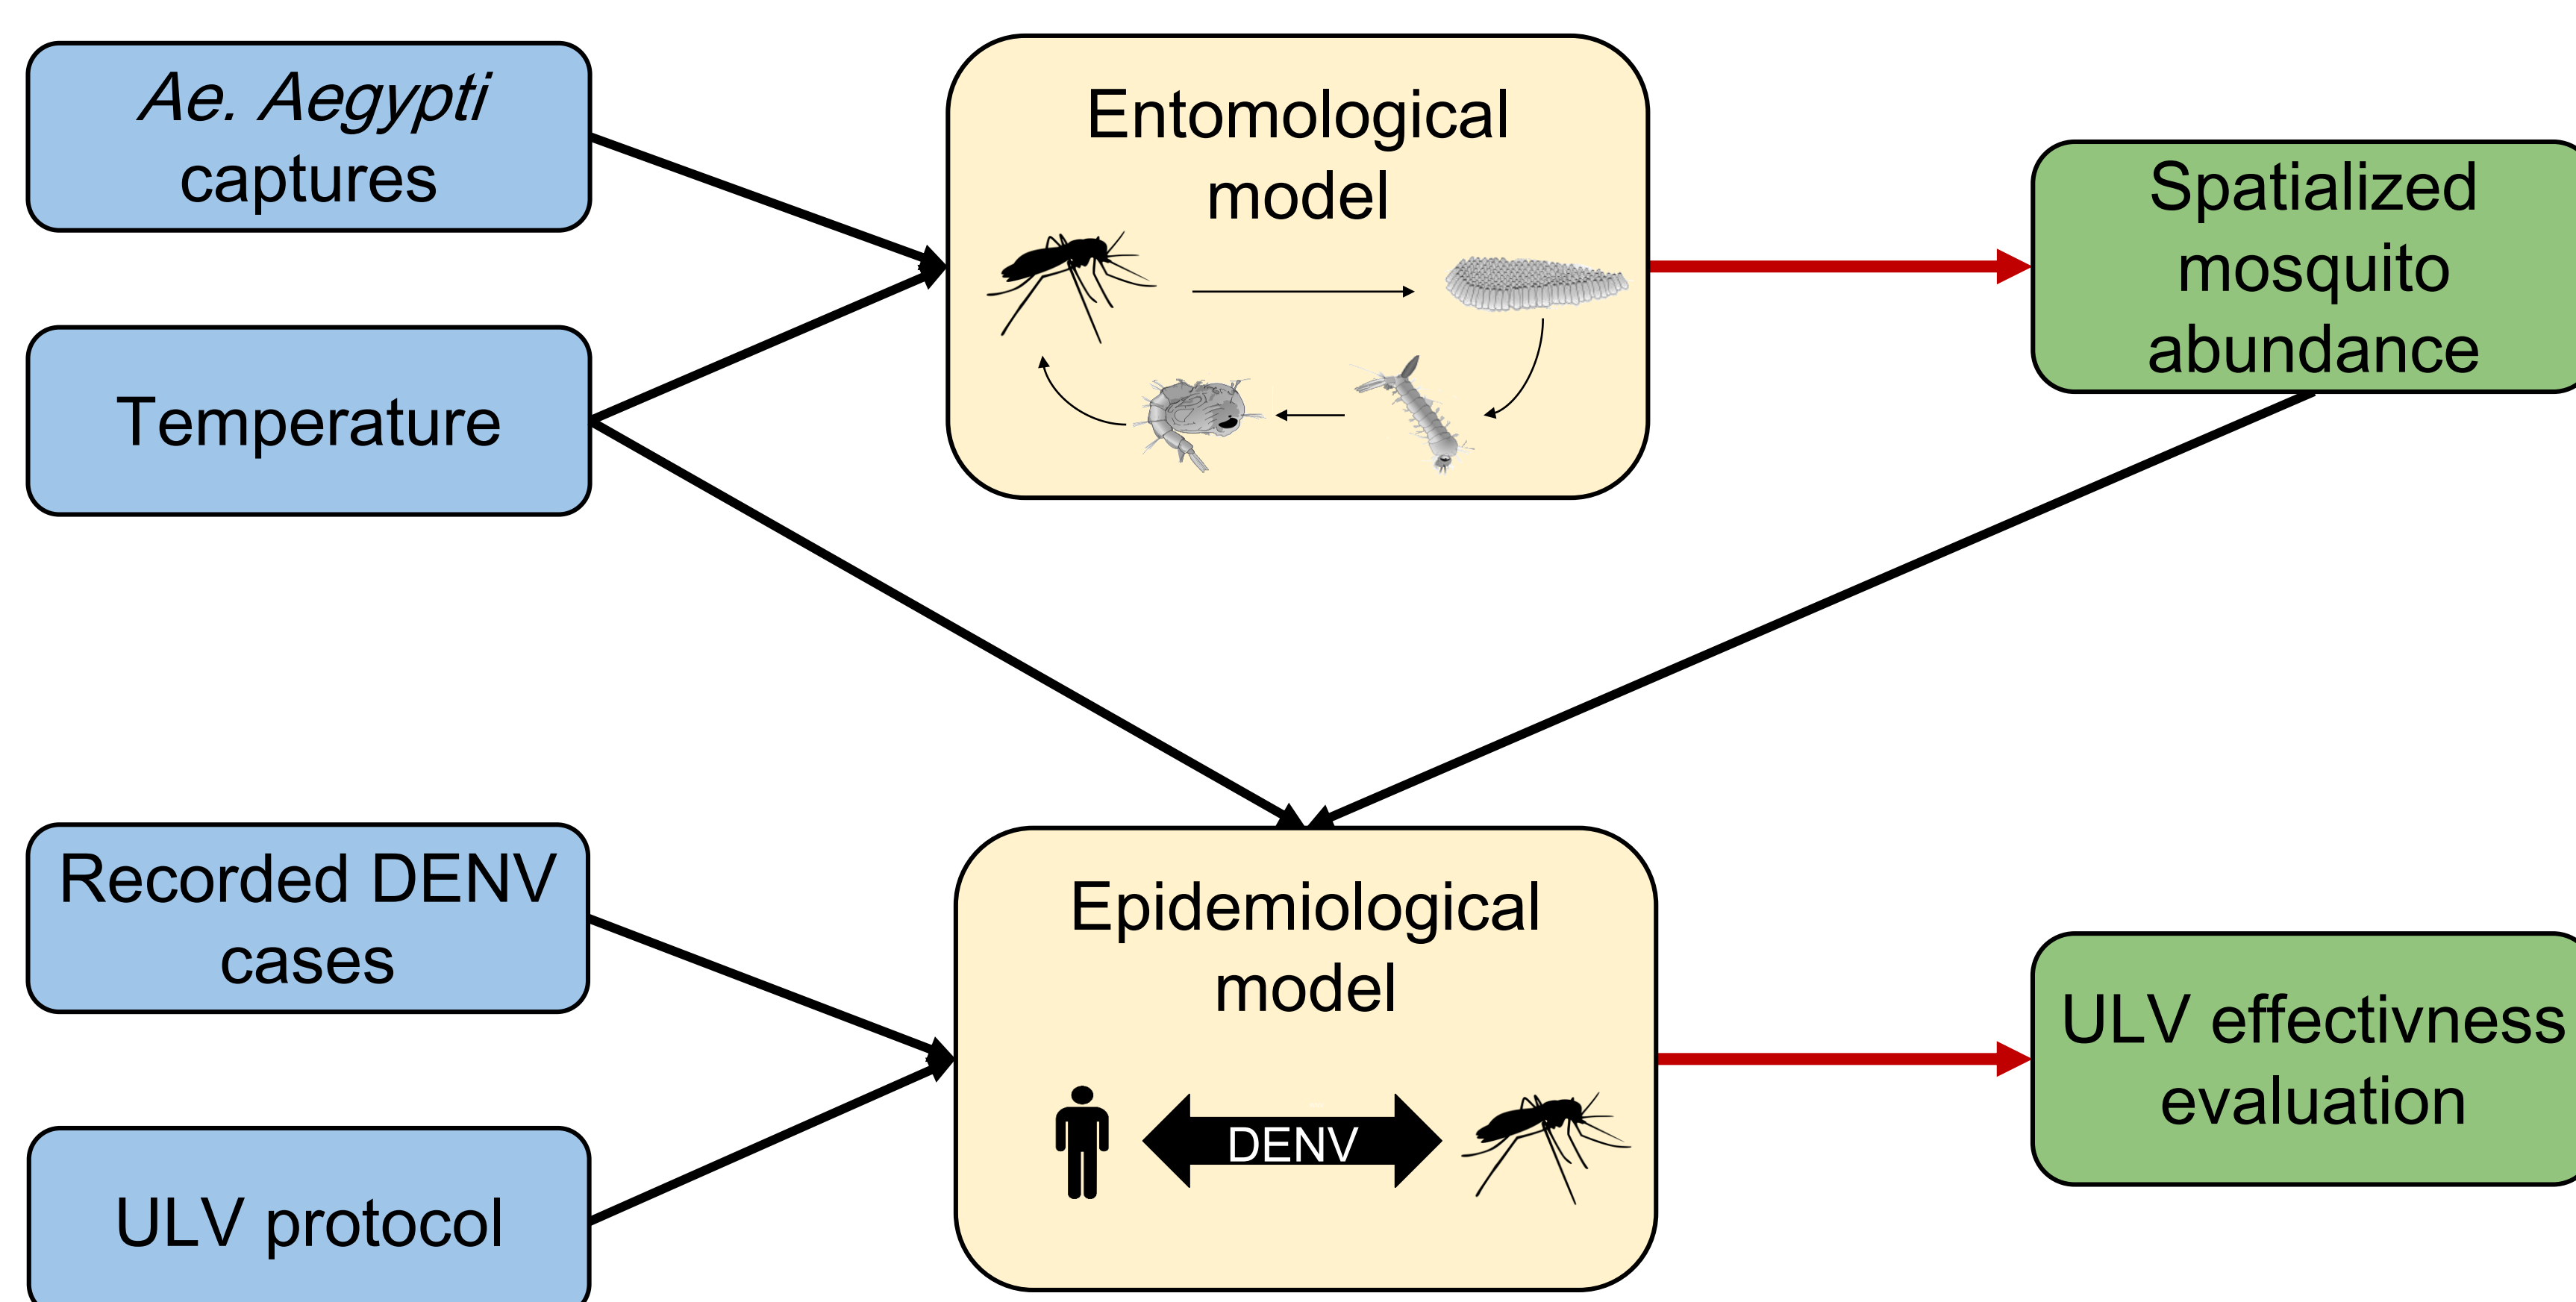 Ae. Aegypti
captures
Entomological
model
Spatialized
mosquito
abundance
Temperature
Recorded DENV
cases
Epidemiological
model
DENV
ULV effectivness
evaluation
ULV protocol